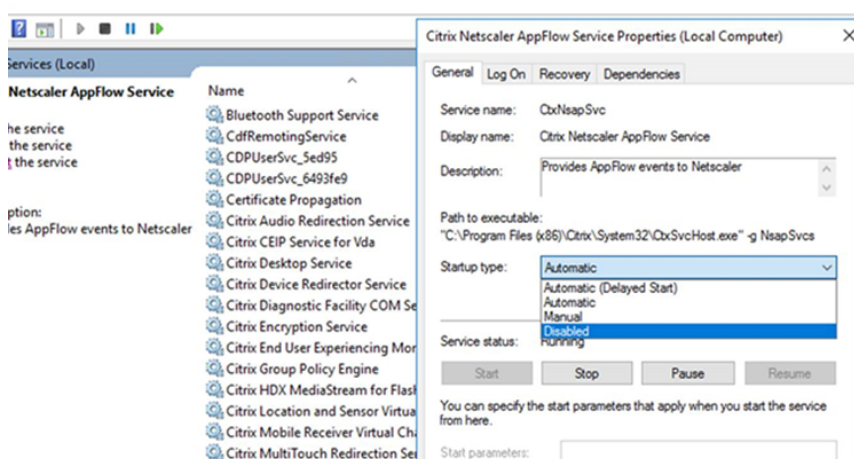 Services (Local)
Netscaler AppFlow Service
he service
the service
the service
ption:
les AppFlow events to Netscaler
Name
Bluetooth Support Service
CdfRemotingService
CDPUserSvc_5ed95
CDPUserSvc_6493fe9
Certificate Propagation
Citrix Audio Redirection Service
Citrix CEIP Service for Vda
Citrix Desktop Service
Citrix Device Redirector Service
Citrix Diagnostic Facility COM Se
Citrix Encryption Service
Citrix End User Experiencing Mor
Citrix Group Policy Engine
Citrix HDX MediaStream for Flash
Citrix Location and Sensor Virtua
Citrix Mobile Receiver Virtual Cha
Citrix MultiTouch Redirection Ser
Citrix Netscaler AppFlow Service Properties (Local Computer)
General Log On Recovery Dependencies
Service name: CtxNsapSvc
Display name: Citrix Netscaler AppFlow Service
Description: Provides AppFlow events to Netscaler
Path to executable:
"C:\Program Files (x86)\Citrix\System32\CtxSvcHost.exe" -g NsapSvcs
Startup type: Automatic
Automatic (Delayed Start)
Automatic
Manual
Disabled
Service status: Running
Start Stop Pause Resume
You can specify the start parameters that apply when you start the service
from here.
Start parameters: